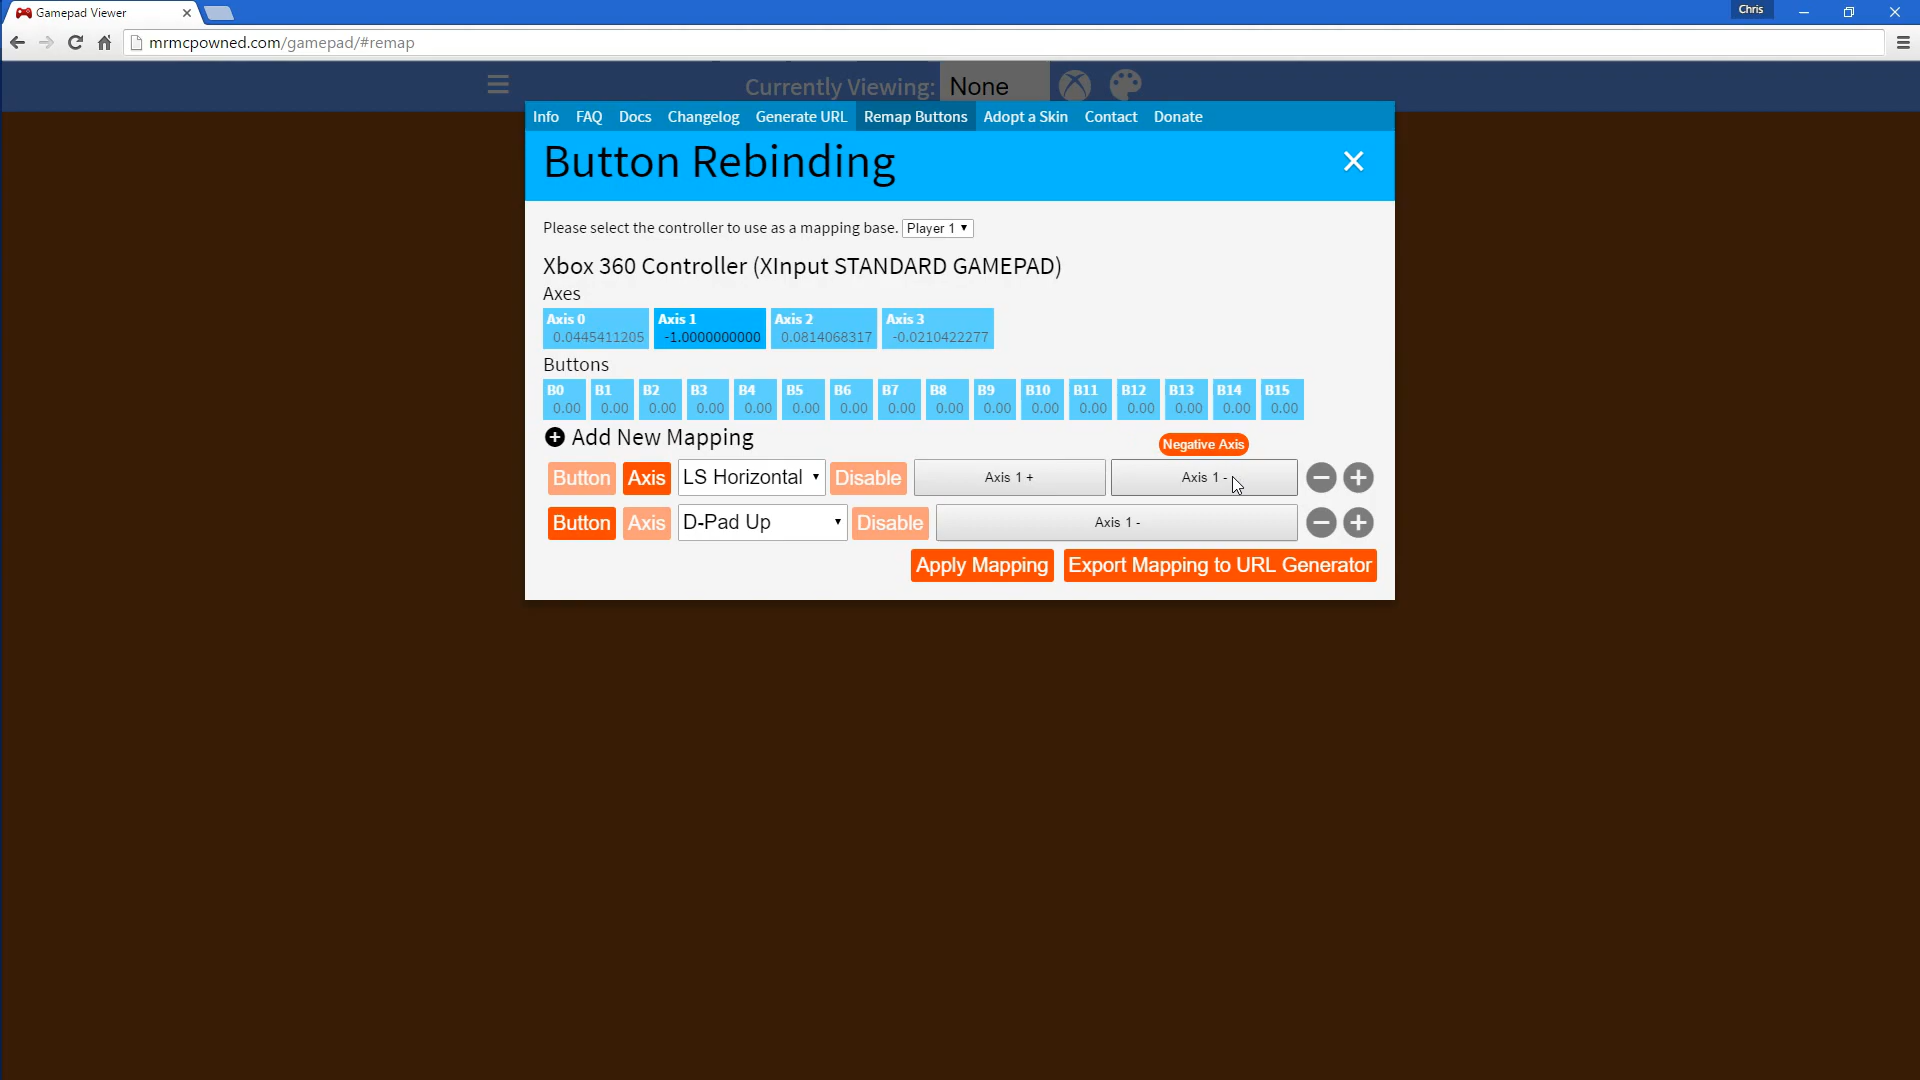 Gamepad Viewer
Chris
mrmcpowned.com/gamepad/#remap
Currently Viewing: None
Info FAQ Docs Changelog Generate URL Remap Buttons Adopt a Skin Contact Donate
Button Rebinding
Please select the controller to use as a mapping base. Player 1
Xbox 360 Controller (XInput STANDARD GAMEPAD)
Axes
Axis 0 Axis 1 Axis 2 Axis 3
0.0445411205 -1.0000000000 0.0814068317 -0.0210422277
Buttons
B0 B1 B2 B3 B4 B5 B6 B7 B8 B9 B10 B11 B12 B13 B14 B15
0.00 0.00 0.00 0.00 0.00 0.00 0.00 0.00 0.00 0.00 0.00 0.00 0.00 0.00 0.00 0.00
Add New Mapping
Negative Axis
Button Axis LS Horizontal Disable Axis 1 + Axis 1 -
Button Axis D-Pad Up Disable Axis 1 -
Apply Mapping Export Mapping to URL Generator